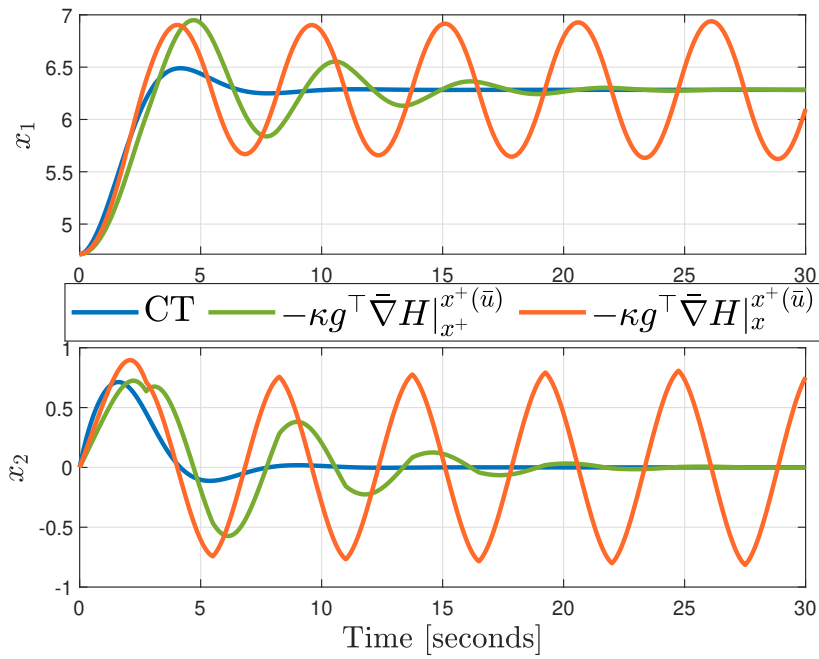 7
6.5
6
5.5
5
x₁
0 5 10 15 20 25 30
CT −κg^⊤∇̄H|_{x⁺}^{x⁺(ū)} −κg^⊤∇̄H|_{x}^{x⁺(ū)}
1
0.5
0
-0.5
-1
x₂
0 5 10 15 20 25 30
Time [seconds]